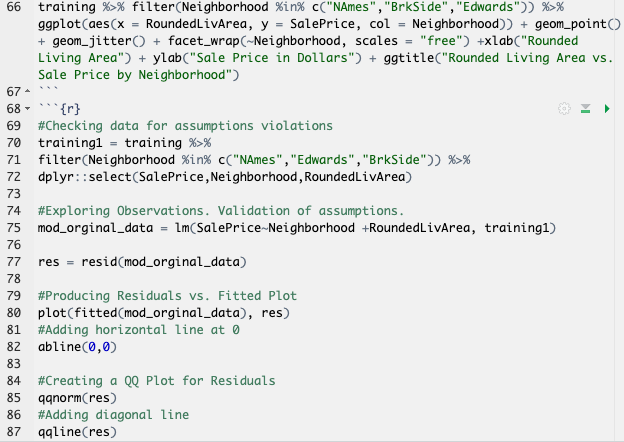 66 training %>% filter(Neighborhood %in% c("NAmes","BrkSide","Edwards")) %>%
ggplot(aes(x = RoundedLivArea, y = SalePrice, col = Neighborhood)) + geom_point()
+ geom_jitter() + facet_wrap(~Neighborhood, scales = "free") +xlab("Rounded
Living Area") + ylab("Sale Price in Dollars") + ggtitle("Rounded Living Area vs.
Sale Price by Neighborhood")
67 ```
68 ```{r}
69 #Checking data for assumptions violations
70 training1 = training %>%
71 filter(Neighborhood %in% c("NAmes","Edwards","BrkSide")) %>%
72 dplyr::select(SalePrice,Neighborhood,RoundedLivArea)
73
74 #Exploring Observations. Validation of assumptions.
75 mod_orginal_data = lm(SalePrice~Neighborhood +RoundedLivArea, training1)
76
77 res = resid(mod_orginal_data)
78
79 #Producing Residuals vs. Fitted Plot
80 plot(fitted(mod_orginal_data), res)
81 #Adding horizontal line at 0
82 abline(0,0)
83
84 #Creating a QQ Plot for Residuals
85 qqnorm(res)
86 #Adding diagonal line
87 qqline(res)